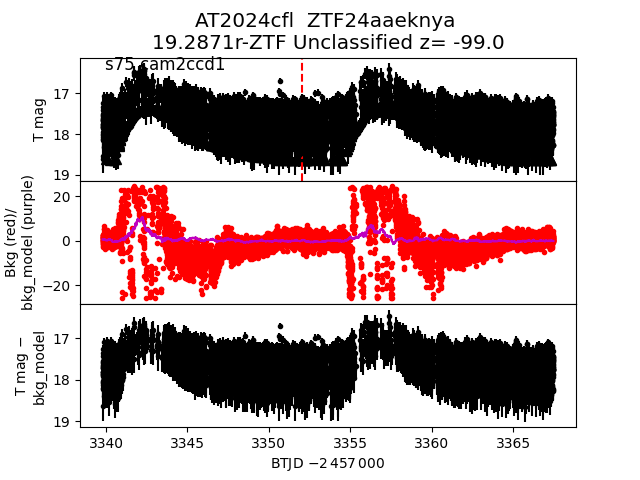 AT2024cfl  ZTF24aaeknya
19.2871r-ZTF Unclassified z= -99.0
s75 cam2ccd1
T mag
17
18
19
Bkg (red)/
bkg_model (purple)
20
0
−20
T mag −
bkg_model
17
18
19
3340 3345 3350 3355 3360 3365
BTJD −2 457 000